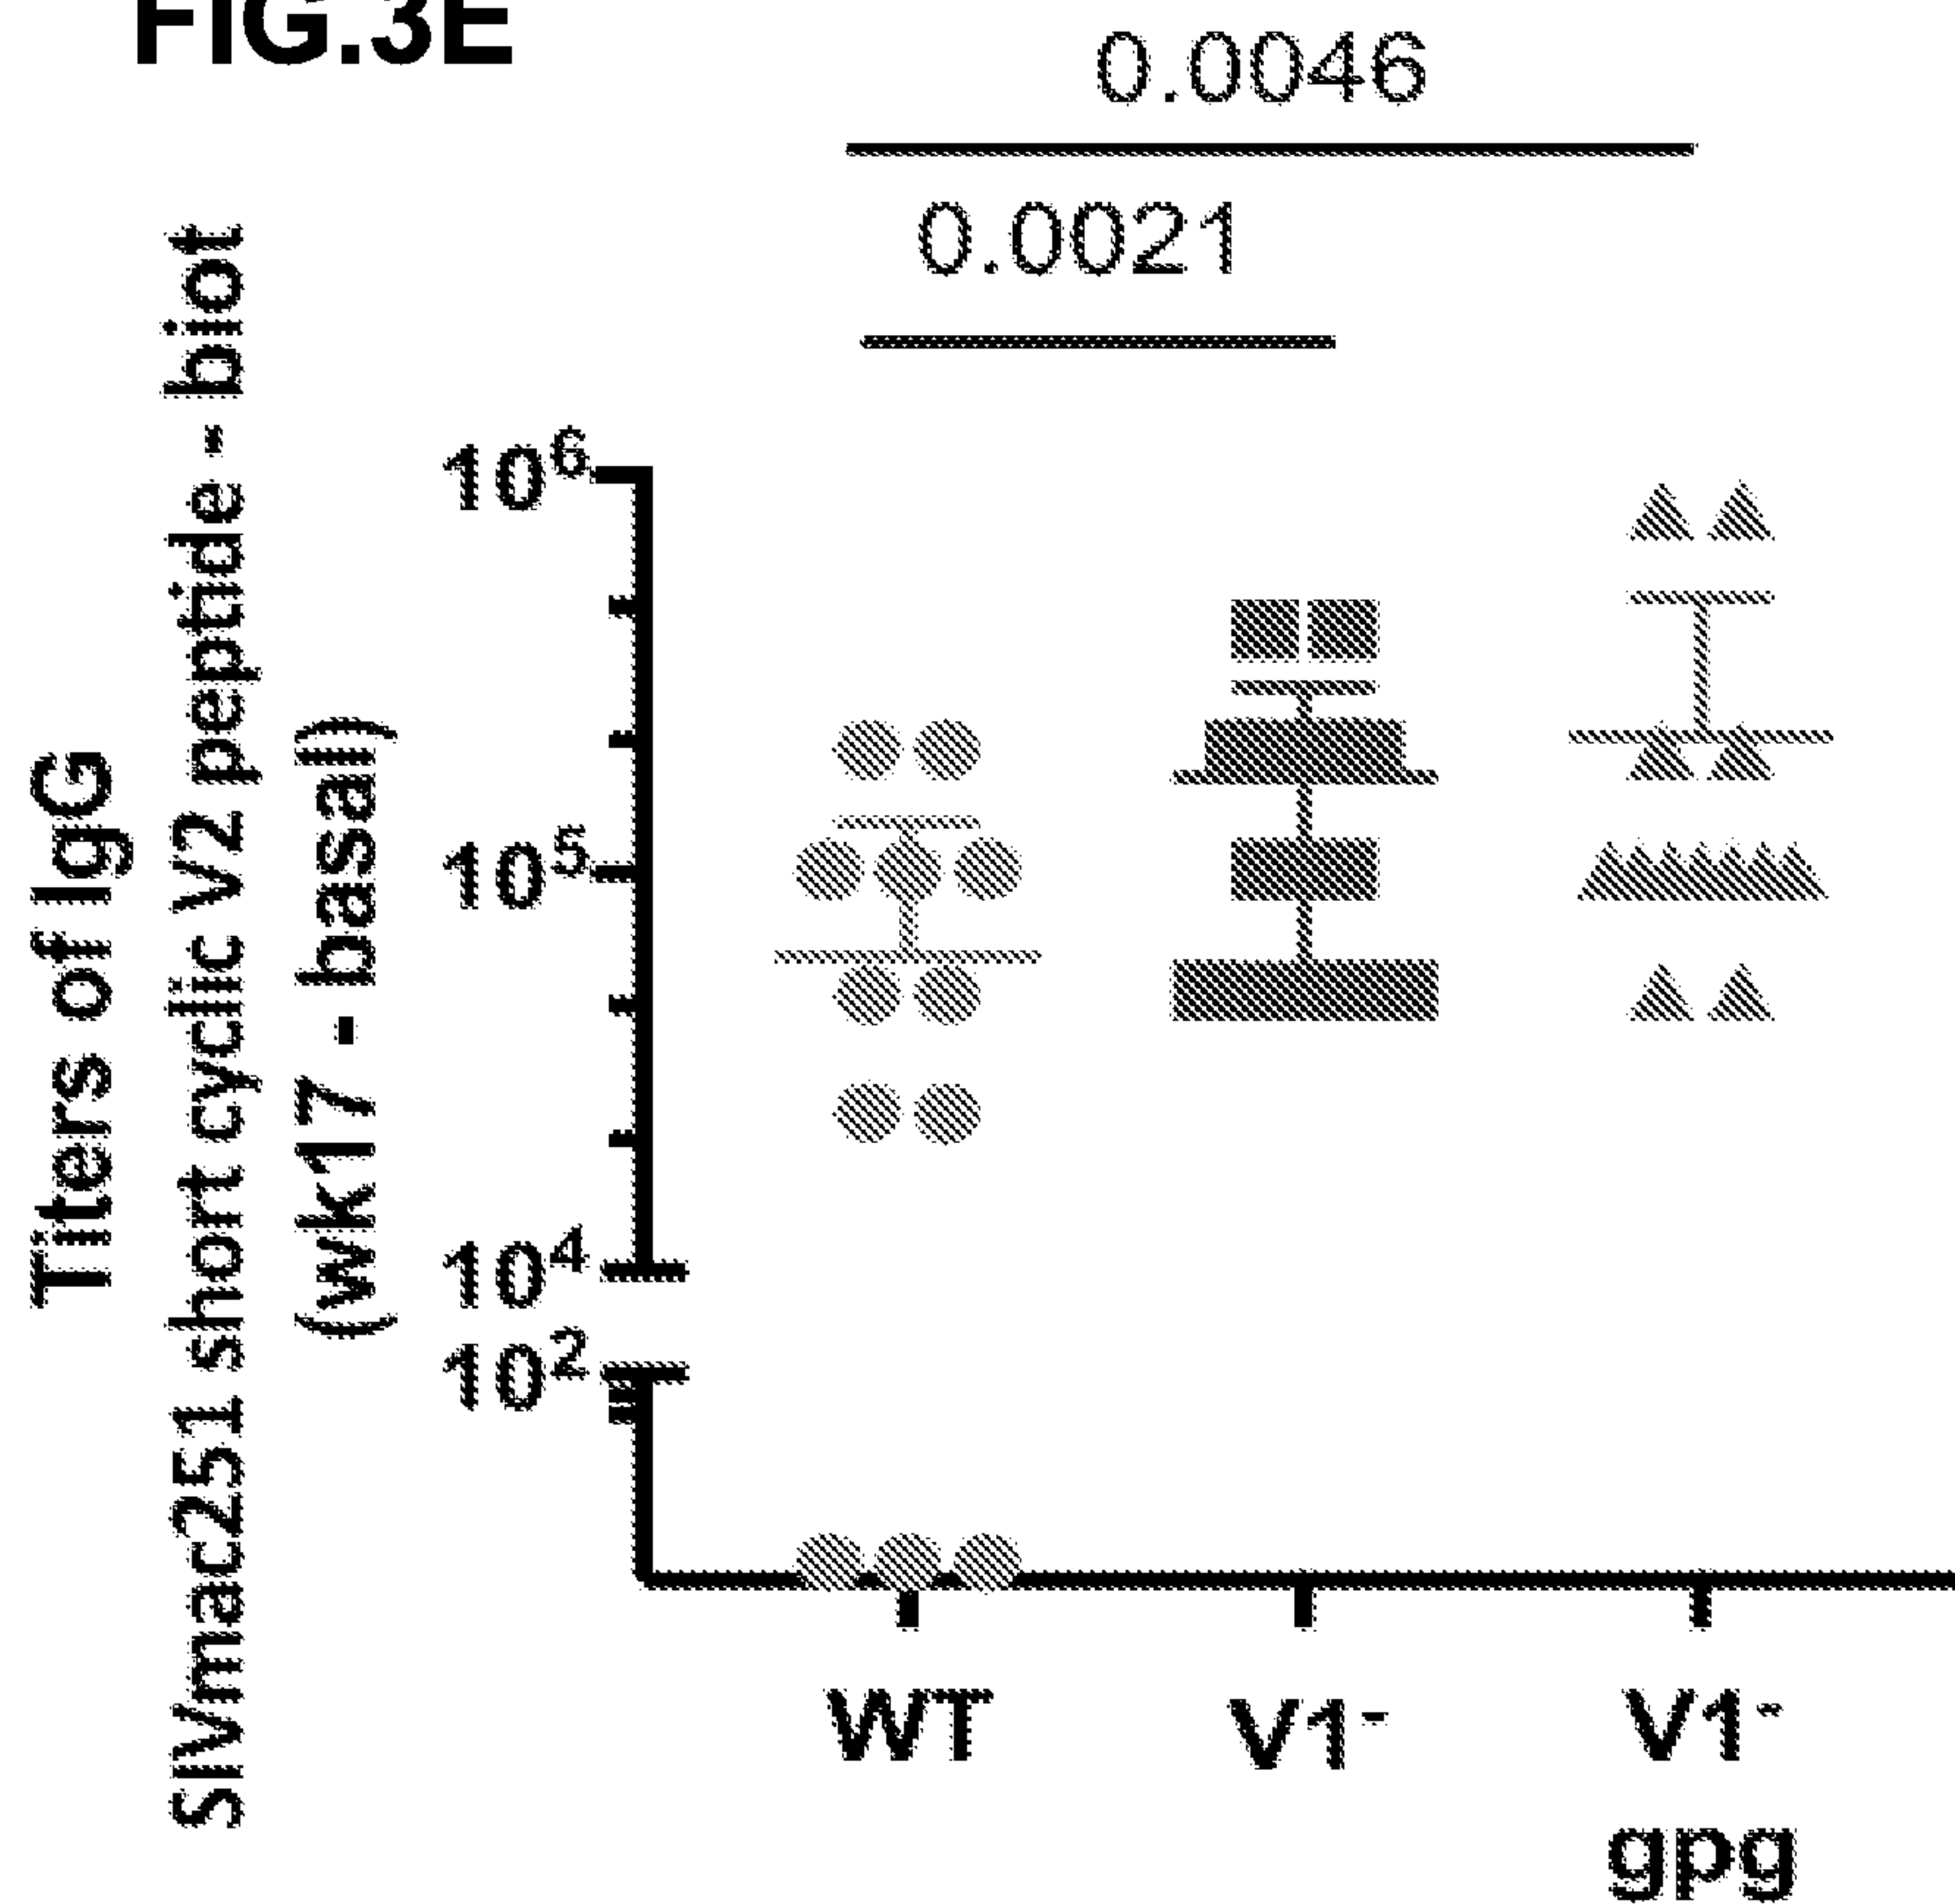 FIG.3E
0.0046
0.0021
Titers of IgG
SIVmac251 short cyclic V2 peptide - biot
(wk17 - basal)
10⁶
10⁵
10⁴
10²
WT
V1⁻
V1⁻
gpg